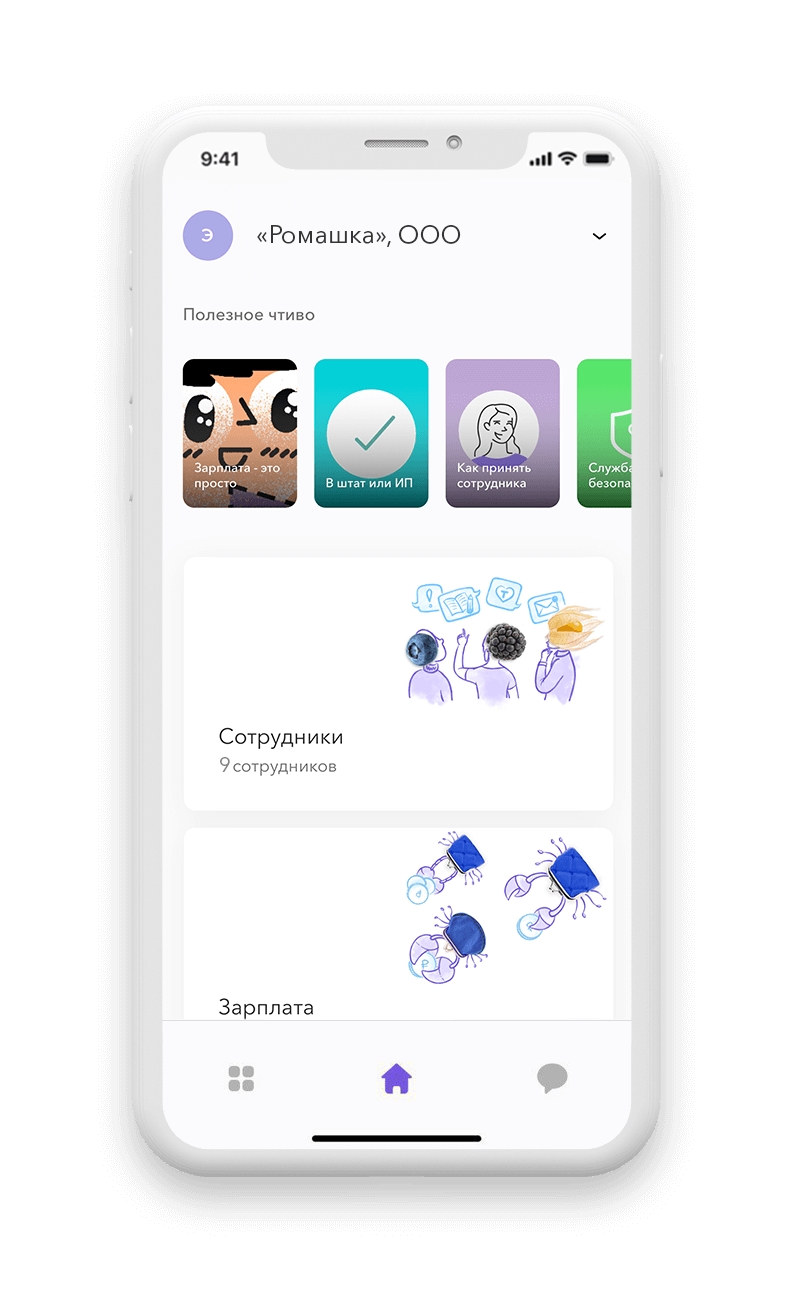 9:41
Э
«Ромашка», ООО
Полезное чтиво
Зарплата - это
просто
В штат или ИП
Как принять
сотрудника
Служба
безопа
Сотрудники
9 сотрудников
Зарплата